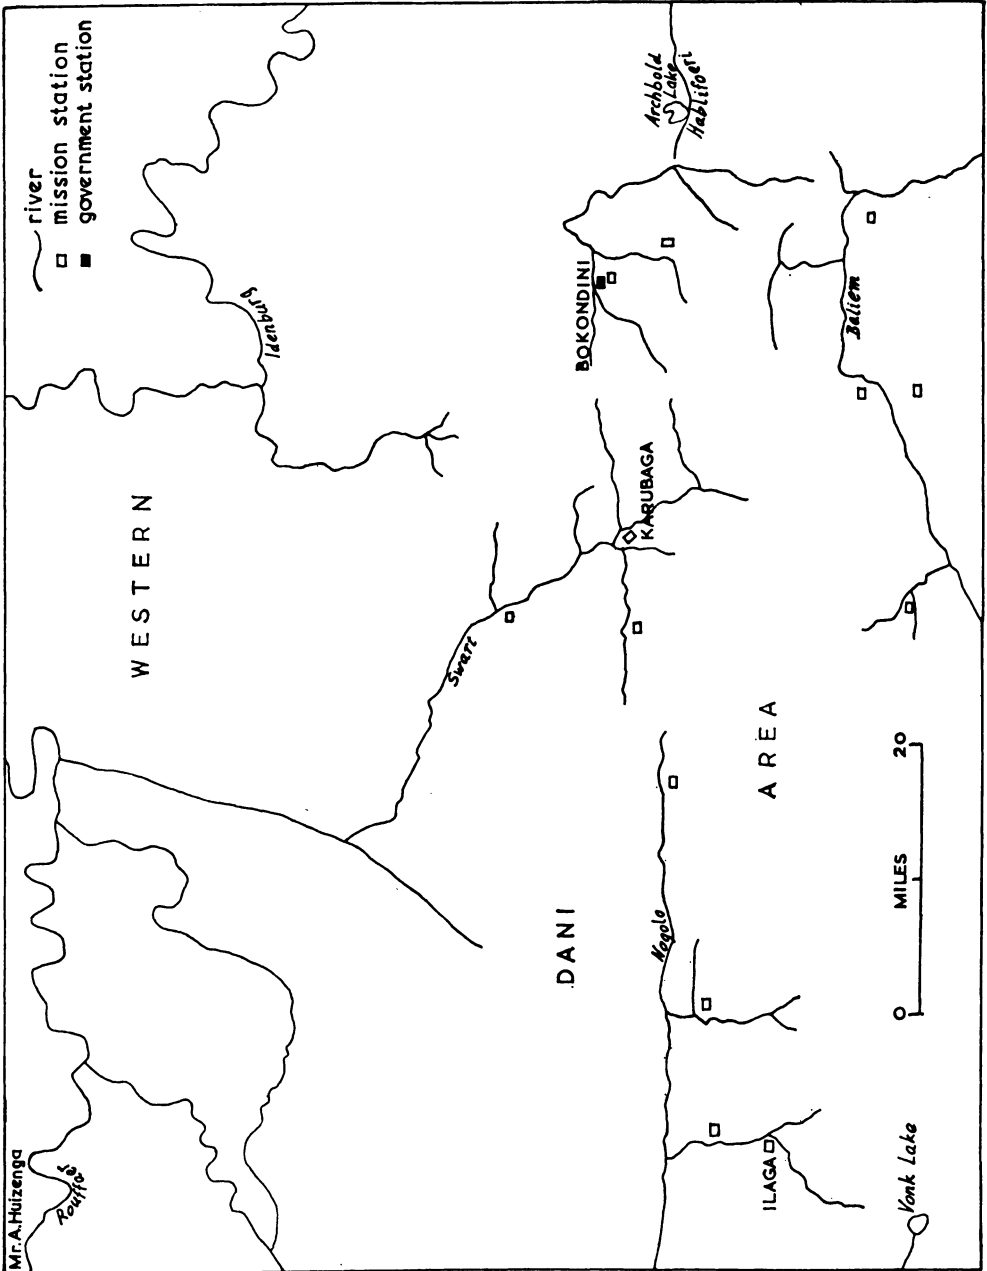 Mr.A.Huizenga
river
mission station
government station
Rouffaer
Idenburg
WESTERN
Swart
DANI
AREA
BOKONDINI
KARUBAGA
Archbold
Lake
Hablifoeri
Baliem
Nogolo
ILAGA
Vonk Lake
0 MILES 20